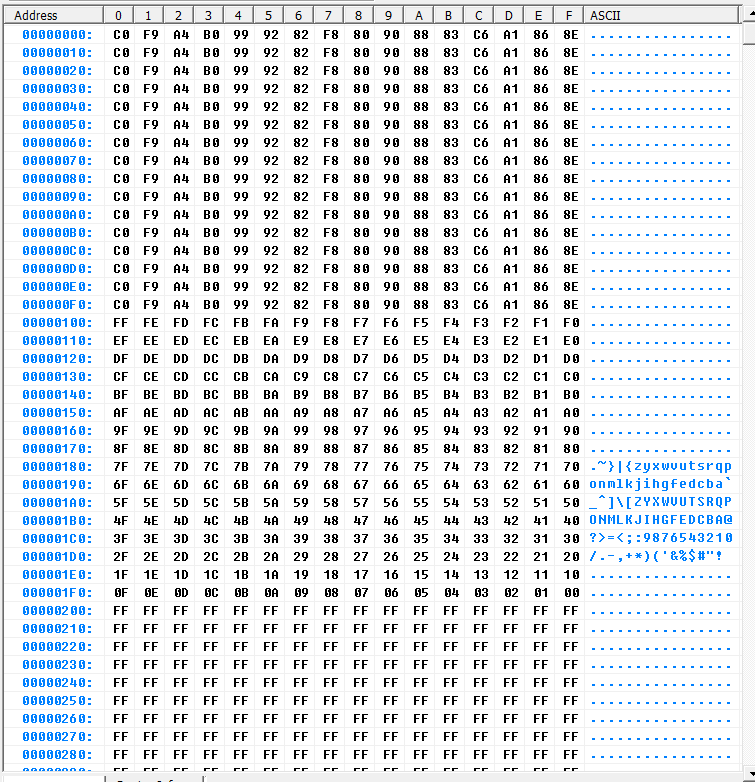 Address 0 1 2 3 4 5 6 7 8 9 A B C D E F ASCII
00000000: C0 F9 A4 B0 99 92 82 F8 80 90 88 83 C6 A1 86 8E ................
00000010: C0 F9 A4 B0 99 92 82 F8 80 90 88 83 C6 A1 86 8E ................
00000020: C0 F9 A4 B0 99 92 82 F8 80 90 88 83 C6 A1 86 8E ................
00000030: C0 F9 A4 B0 99 92 82 F8 80 90 88 83 C6 A1 86 8E ................
00000040: C0 F9 A4 B0 99 92 82 F8 80 90 88 83 C6 A1 86 8E ................
00000050: C0 F9 A4 B0 99 92 82 F8 80 90 88 83 C6 A1 86 8E ................
00000060: C0 F9 A4 B0 99 92 82 F8 80 90 88 83 C6 A1 86 8E ................
00000070: C0 F9 A4 B0 99 92 82 F8 80 90 88 83 C6 A1 86 8E ................
00000080: C0 F9 A4 B0 99 92 82 F8 80 90 88 83 C6 A1 86 8E ................
00000090: C0 F9 A4 B0 99 92 82 F8 80 90 88 83 C6 A1 86 8E ................
000000A0: C0 F9 A4 B0 99 92 82 F8 80 90 88 83 C6 A1 86 8E ................
000000B0: C0 F9 A4 B0 99 92 82 F8 80 90 88 83 C6 A1 86 8E ................
000000C0: C0 F9 A4 B0 99 92 82 F8 80 90 88 83 C6 A1 86 8E ................
000000D0: C0 F9 A4 B0 99 92 82 F8 80 90 88 83 C6 A1 86 8E ................
000000E0: C0 F9 A4 B0 99 92 82 F8 80 90 88 83 C6 A1 86 8E ................
000000F0: C0 F9 A4 B0 99 92 82 F8 80 90 88 83 C6 A1 86 8E ................
00000100: FF FE FD FC FB FA F9 F8 F7 F6 F5 F4 F3 F2 F1 F0 ................
00000110: EF EE ED EC EB EA E9 E8 E7 E6 E5 E4 E3 E2 E1 E0 ................
00000120: DF DE DD DC DB DA D9 D8 D7 D6 D5 D4 D3 D2 D1 D0 ................
00000130: CF CE CD CC CB CA C9 C8 C7 C6 C5 C4 C3 C2 C1 C0 ................
00000140: BF BE BD BC BB BA B9 B8 B7 B6 B5 B4 B3 B2 B1 B0 ................
00000150: AF AE AD AC AB AA A9 A8 A7 A6 A5 A4 A3 A2 A1 A0 ................
00000160: 9F 9E 9D 9C 9B 9A 99 98 97 96 95 94 93 92 91 90 ................
00000170: 8F 8E 8D 8C 8B 8A 89 88 87 86 85 84 83 82 81 80 ................
00000180: 7F 7E 7D 7C 7B 7A 79 78 77 76 75 74 73 72 71 70 .~}|{zyxwvutsrqp
00000190: 6F 6E 6D 6C 6B 6A 69 68 67 66 65 64 63 62 61 60 onmlkjihgfedcba`
000001A0: 5F 5E 5D 5C 5B 5A 59 58 57 56 55 54 53 52 51 50 _^]\[ZYXWVUTSRQP
000001B0: 4F 4E 4D 4C 4B 4A 49 48 47 46 45 44 43 42 41 40 ONMLKJIHGFEDCBA@
000001C0: 3F 3E 3D 3C 3B 3A 39 38 37 36 35 34 33 32 31 30 ?>=<;:9876543210
000001D0: 2F 2E 2D 2C 2B 2A 29 28 27 26 25 24 23 22 21 20 /.-,+*)('&%$#"!
000001E0: 1F 1E 1D 1C 1B 1A 19 18 17 16 15 14 13 12 11 10 ................
000001F0: 0F 0E 0D 0C 0B 0A 09 08 07 06 05 04 03 02 01 00 ................
00000200: FF FF FF FF FF FF FF FF FF FF FF FF FF FF FF FF ................
00000210: FF FF FF FF FF FF FF FF FF FF FF FF FF FF FF FF ................
00000220: FF FF FF FF FF FF FF FF FF FF FF FF FF FF FF FF ................
00000230: FF FF FF FF FF FF FF FF FF FF FF FF FF FF FF FF ................
00000240: FF FF FF FF FF FF FF FF FF FF FF FF FF FF FF FF ................
00000250: FF FF FF FF FF FF FF FF FF FF FF FF FF FF FF FF ................
00000260: FF FF FF FF FF FF FF FF FF FF FF FF FF FF FF FF ................
00000270: FF FF FF FF FF FF FF FF FF FF FF FF FF FF FF FF ................
00000280: FF FF FF FF FF FF FF FF FF FF FF FF FF FF FF FF ................